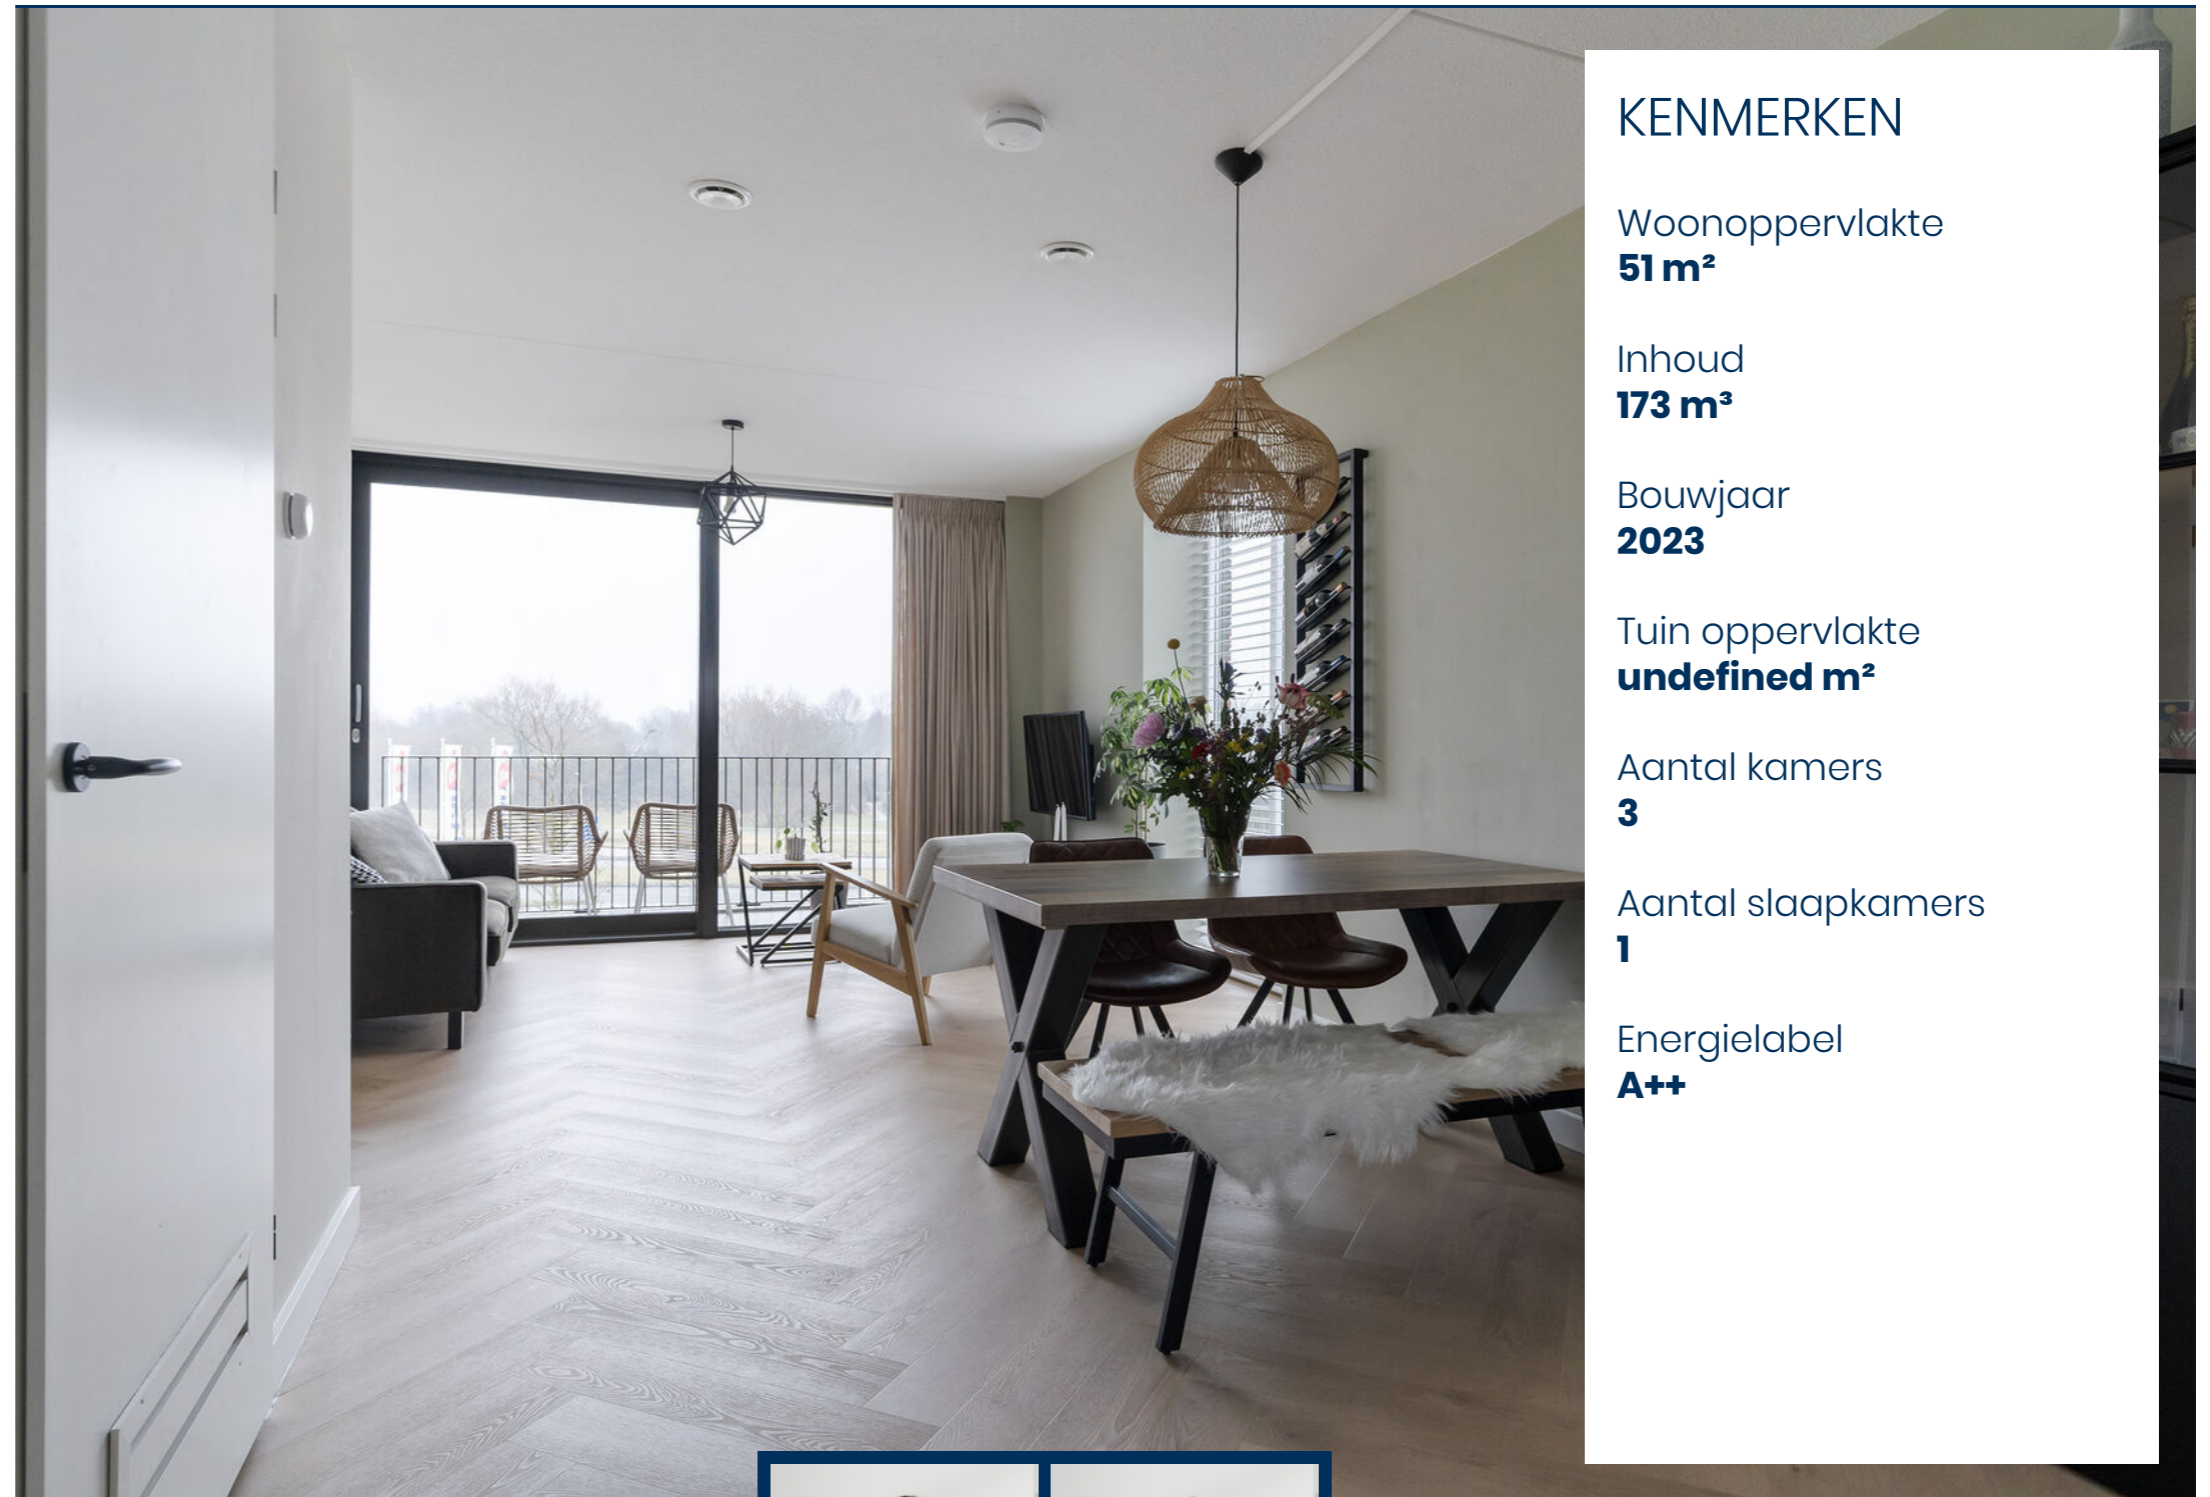 KENMERKEN
Woonoppervlakte
51 m²
Inhoud
173 m³
Bouwjaar
2023
Tuin oppervlakte
undefined m²
Aantal kamers
3
Aantal slaapkamers
1
Energielabel
A++